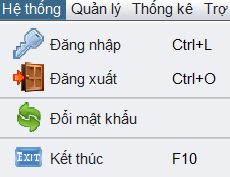 Hệ thống Quản lý Thống kê Trợ
Đăng nhập Ctrl+L
Đăng xuất Ctrl+O
Đổi mật khẩu
EXIT Kết thúc F10